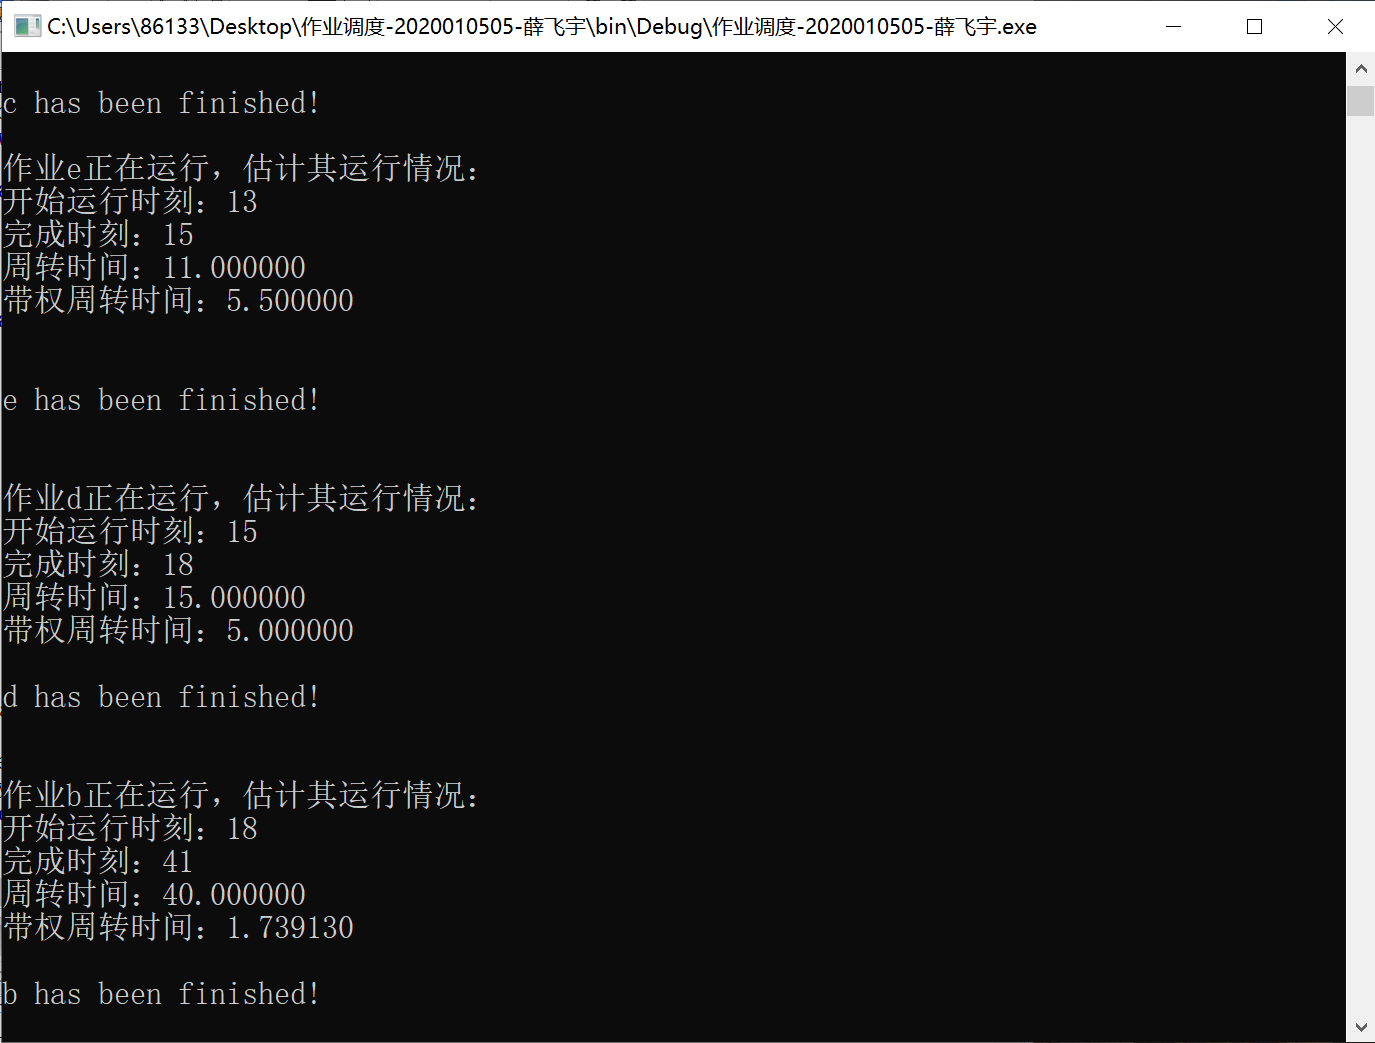 C:\Users\86133\Desktop\作业调度-2020010505-薛飞宇\bin\Debug\作业调度-2020010505-薛飞宇.exe
c has been finished!
作业e正在运行，估计其运行情况：
开始运行时刻：13
完成时刻：15
周转时间：11.000000
带权周转时间：5.500000
e has been finished!
作业d正在运行，估计其运行情况：
开始运行时刻：15
完成时刻：18
周转时间：15.000000
带权周转时间：5.000000
d has been finished!
作业b正在运行，估计其运行情况：
开始运行时刻：18
完成时刻：41
周转时间：40.000000
带权周转时间：1.739130
b has been finished!